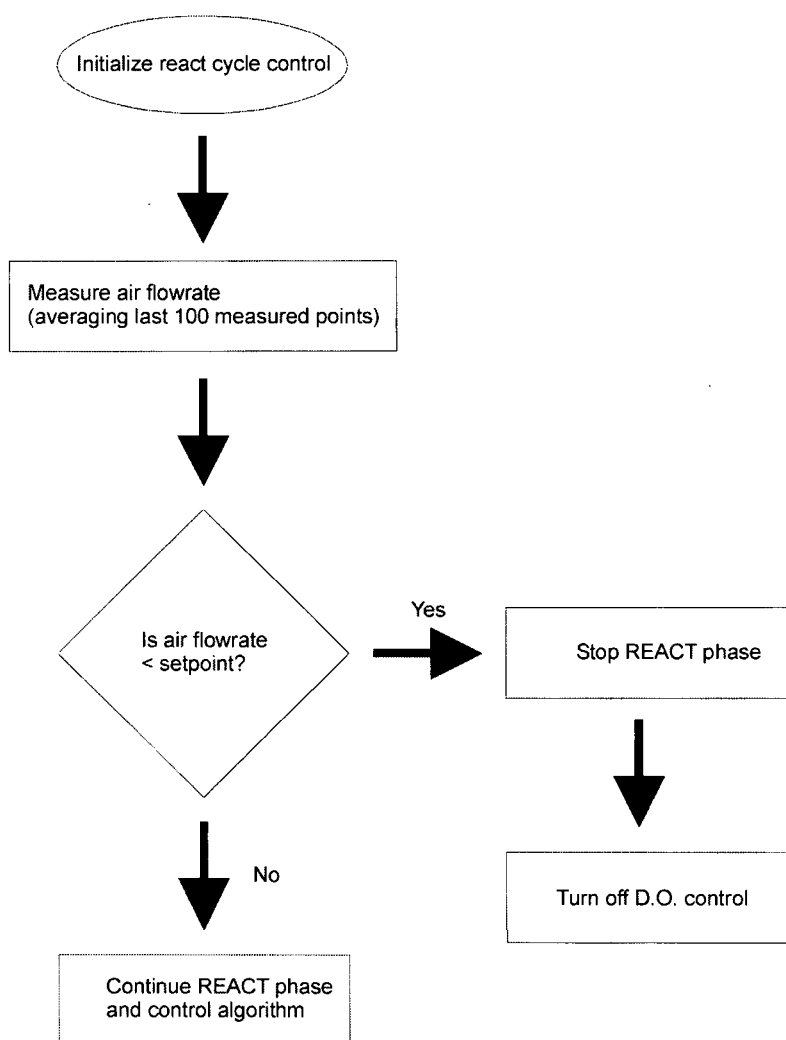 Initialize react cycle control
Measure air flowrate
(averaging last 100 measured points)
Is air flowrate
< setpoint?
Yes
Stop REACT phase
Turn off D.O. control
No
Continue REACT phase
and control algorithm